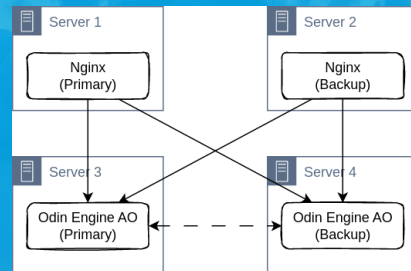 Server 1
Server 2
Nginx
(Primary)
Nginx
(Backup)
Server 3
Server 4
Odin Engine AO
(Primary)
Odin Engine AO
(Backup)